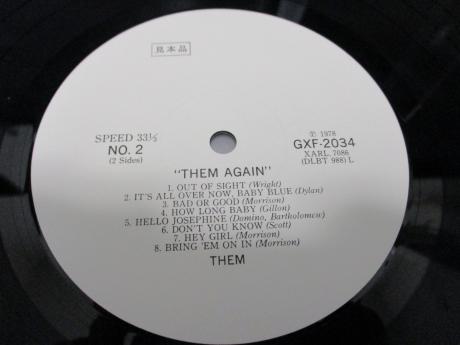 見本品
SPEED 33⅓
NO. 2
(2 Sides)
Ⓟ 1978
GXF-2034
XARL. 7086
(DLBT 988) L
"THEM AGAIN"
1. OUT OF SIGHT (Wright)
2. IT'S ALL OVER NOW, BABY BLUE (Dylan)
3. BAD OR GOOD (Morrison)
4. HOW LONG BABY (Gillon)
5. HELLO JOSEPHINE (Domino, Bartholomew)
6. DON'T YOU KNOW (Scott)
7. HEY GIRL (Morrison)
8. BRING 'EM ON IN (Morrison)
THEM